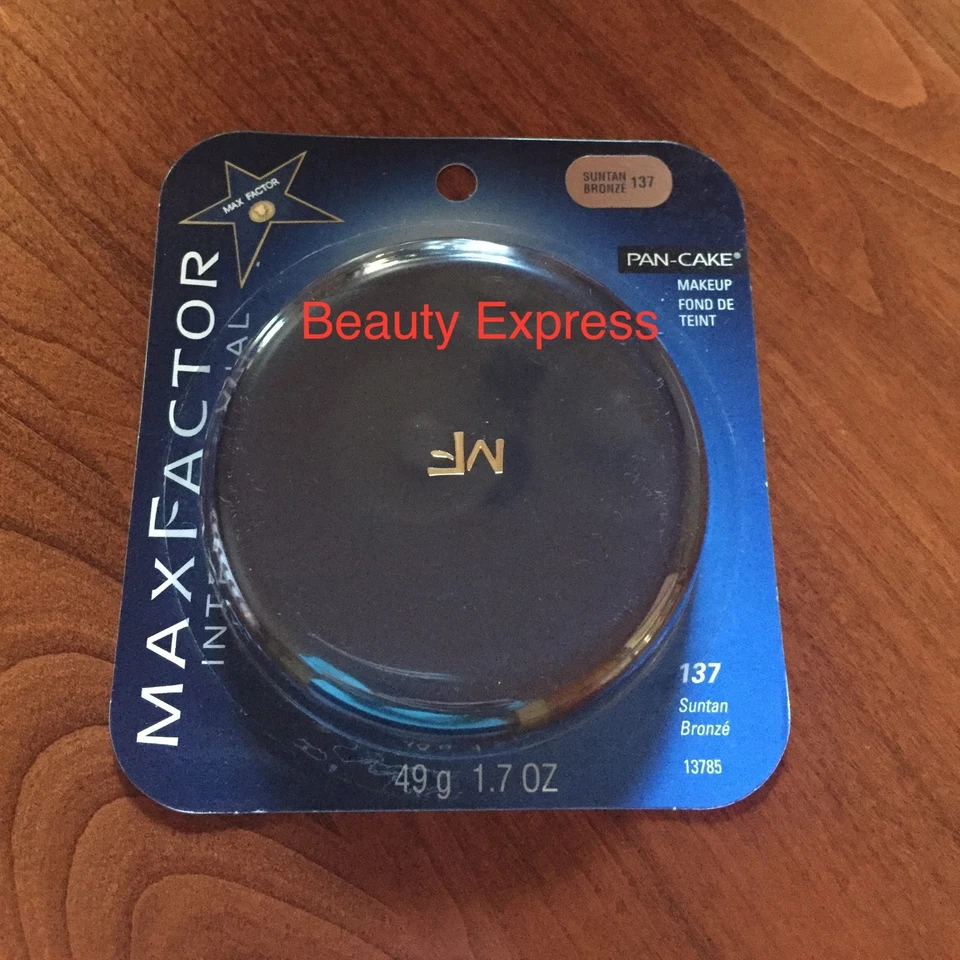 MAX FACTOR
SUNTAN
BRONZÉ 137
PAN-CAKE®
MAKEUP
FOND DE
TEINT
MAXFACTOR
Beauty Express
MF
137
Suntan
Bronzé
13785
49 g 1.7 OZ